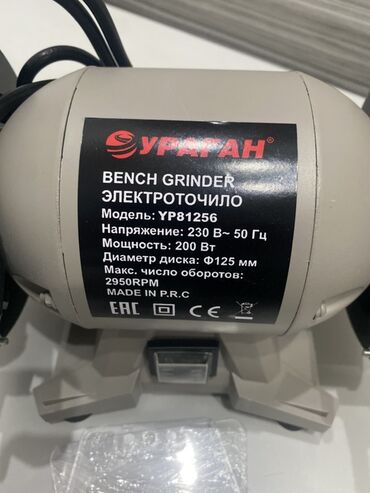 УРАГАН®
BENCH GRINDER
ЭЛЕКТРОТОЧИЛО
Модель: YP81256
Напряжение: 230 В~ 50 Гц
Мощность: 200 Вт
Диаметр диска: Ф125 мм
Макс. число оборотов:
2950RPM
MADE IN P.R.C
EAC CE